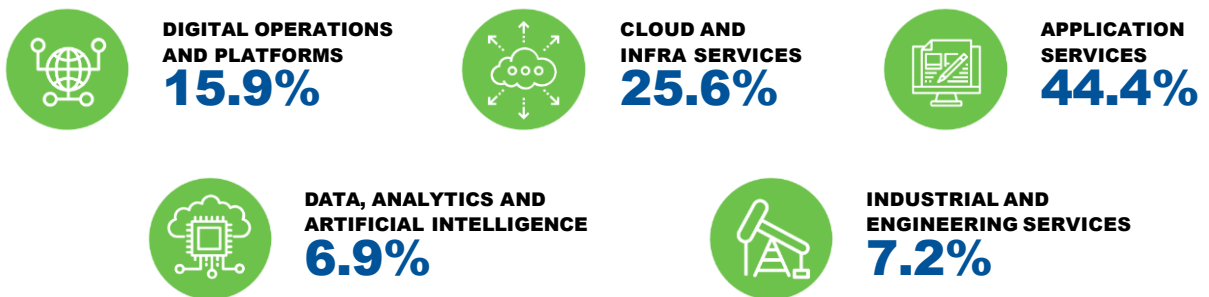 DIGITAL OPERATIONS
AND PLATFORMS
15.9%
CLOUD AND
INFRA SERVICES
25.6%
APPLICATION
SERVICES
44.4%
DATA, ANALYTICS AND
ARTIFICIAL INTELLIGENCE
6.9%
INDUSTRIAL AND
ENGINEERING SERVICES
7.2%